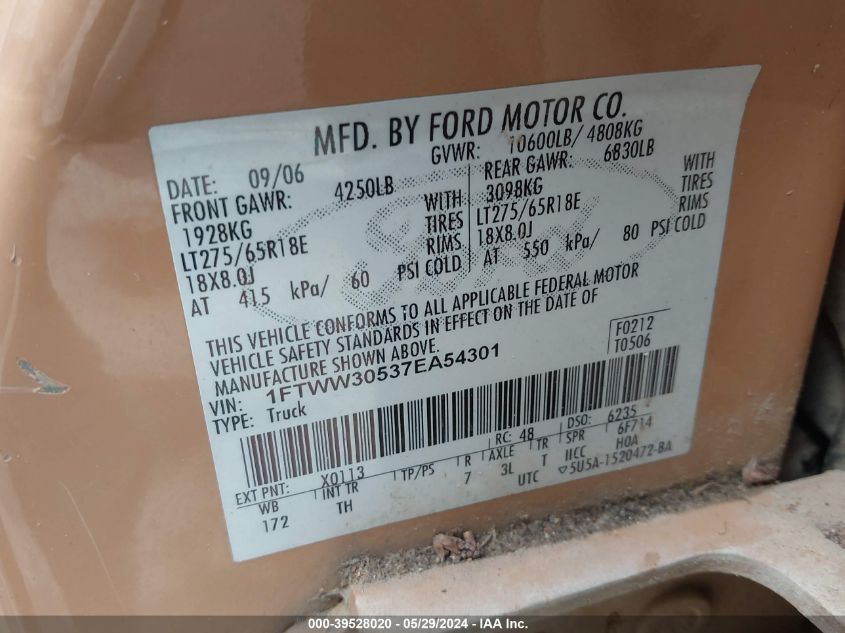 MFD. BY FORD MOTOR CO.
DATE: 09/06 GVWR: 10600LB/ 4808KG
FRONT GAWR: 4250LB REAR GAWR: 6830LB
1928KG WITH 3098KG WITH
LT275/65R18E TIRES LT275/65R18E TIRES
18X8.0J RIMS 18X8.0J RIMS
AT 415 kPa/ 60 PSI COLD AT 550 kPa/ 80 PSI COLD
THIS VEHICLE CONFORMS TO ALL APPLICABLE FEDERAL MOTOR
VEHICLE SAFETY STANDARDS IN EFFECT ON THE DATE OF
MANUFACTURE SHOWN ABOVE.
F0212
T0506
VIN: 1FTWW30537EA54301
TYPE: Truck
RC: 48 DSO: 6235
EXT PNT: XQ113 TP/PS R AXLE TR SPR 6F714
WB INT TR 7 3L T IICC H0A
172 TH UTC ▽5U5A-1520472-BA
000-39528020 / 05/29/2024 - IAA Inc.